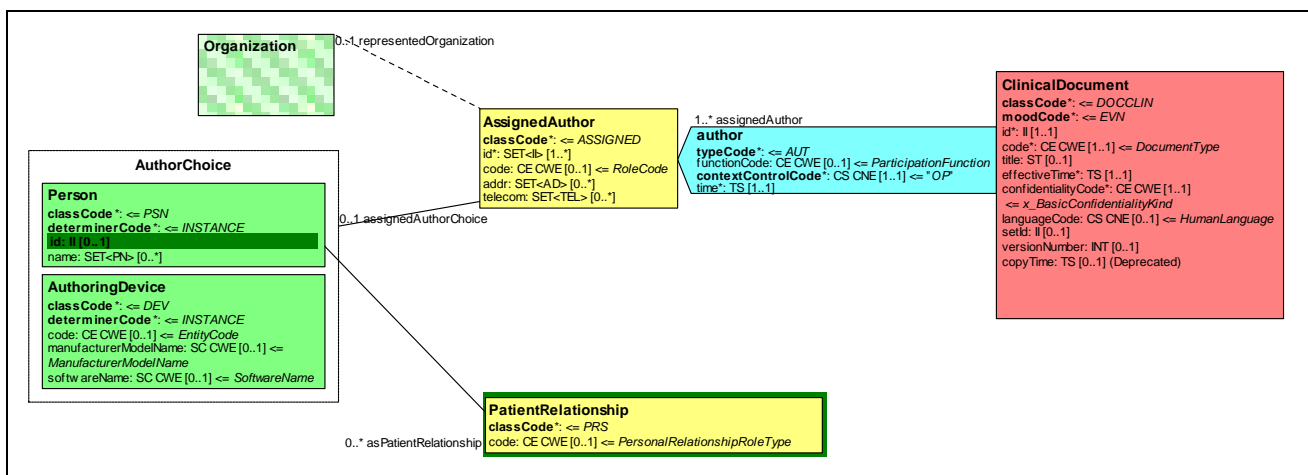 Organization
0..1 representedOrganization
AssignedAuthor
classCode*: <= ASSIGNED
id*: SET<II> [1..*]
code: CE CWE [0..1] <= RoleCode
addr: SET<AD> [0..*]
telecom: SET<TEL> [0..*]
1..* assignedAuthor
author
typeCode*: <= AUT
functionCode: CE CWE [0..1] <= ParticipationFunction
contextControlCode*: CS CNE [1..1] <= "OP"
time*: TS [1..1]
ClinicalDocument
classCode*: <= DOCCLIN
moodCode*: <= EVN
id*: II [1..1]
code*: CE CWE [1..1] <= DocumentType
title: ST [0..1]
effectiveTime*: TS [1..1]
confidentialityCode*: CE CWE [1..1]
<= x_BasicConfidentialityKind
languageCode: CS CNE [0..1] <= HumanLanguage
setId: II [0..1]
versionNumber: INT [0..1]
copyTime: TS [0..1] (Deprecated)
AuthorChoice
Person
classCode*: <= PSN
determinerCode*: <= INSTANCE
id: II [0..1]
name: SET<PN> [0..*]
0..1 assignedAuthorChoice
AuthoringDevice
classCode*: <= DEV
determinerCode*: <= INSTANCE
code: CE CWE [0..1] <= EntityCode
manufacturerModelName: SC CWE [0..1] <=
ManufacturerModelName
softwareName: SC CWE [0..1] <= SoftwareName
PatientRelationship
classCode*: <= PRS
code: CE CWE [0..1] <= PersonalRelationshipRoleType
0..* asPatientRelationship